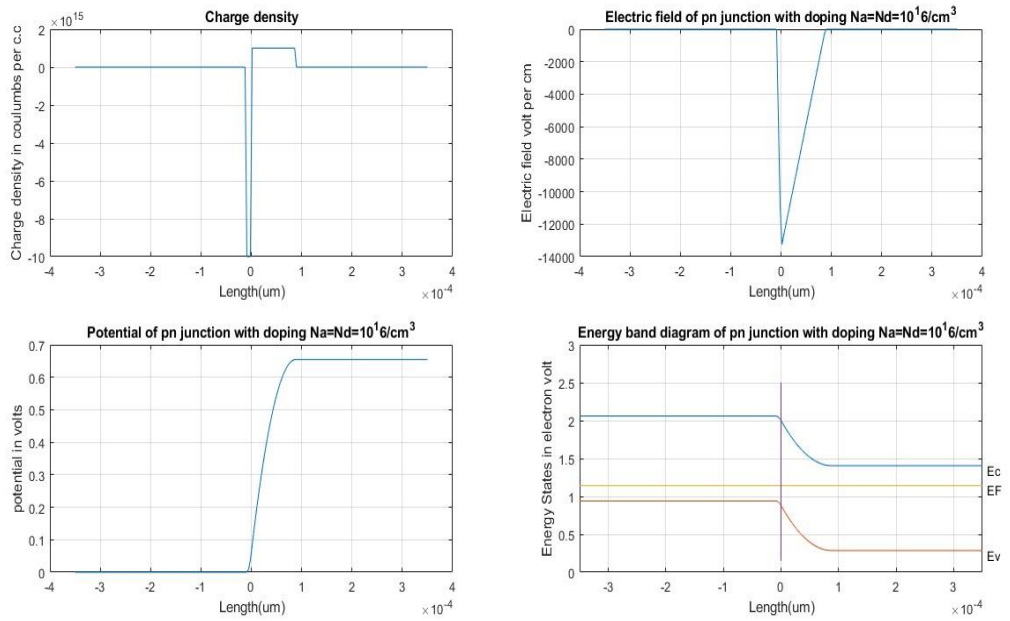 Charge density
×10^15
Charge density in coulumbs per c.c
2
0
-2
-4
-6
-8
-10
-4 -3 -2 -1 0 1 2 3 4
Length(um)
×10^-4
Electric field of pn junction with doping Na=Nd=10^16/cm^3
Electric field volt per cm
0
-2000
-4000
-6000
-8000
-10000
-12000
-14000
-4 -3 -2 -1 0 1 2 3 4
Length(um)
×10^-4
Potential of pn junction with doping Na=Nd=10^16/cm^3
potential in volts
0.7
0.6
0.5
0.4
0.3
0.2
0.1
0
-4 -3 -2 -1 0 1 2 3 4
Length(um)
×10^-4
Energy band diagram of pn junction with doping Na=Nd=10^16/cm^3
Energy States in electron volt
3
2.5
2
1.5
1
0.5
0
Ec
EF
Ev
-3 -2 -1 0 1 2 3
Length(um)
×10^-4